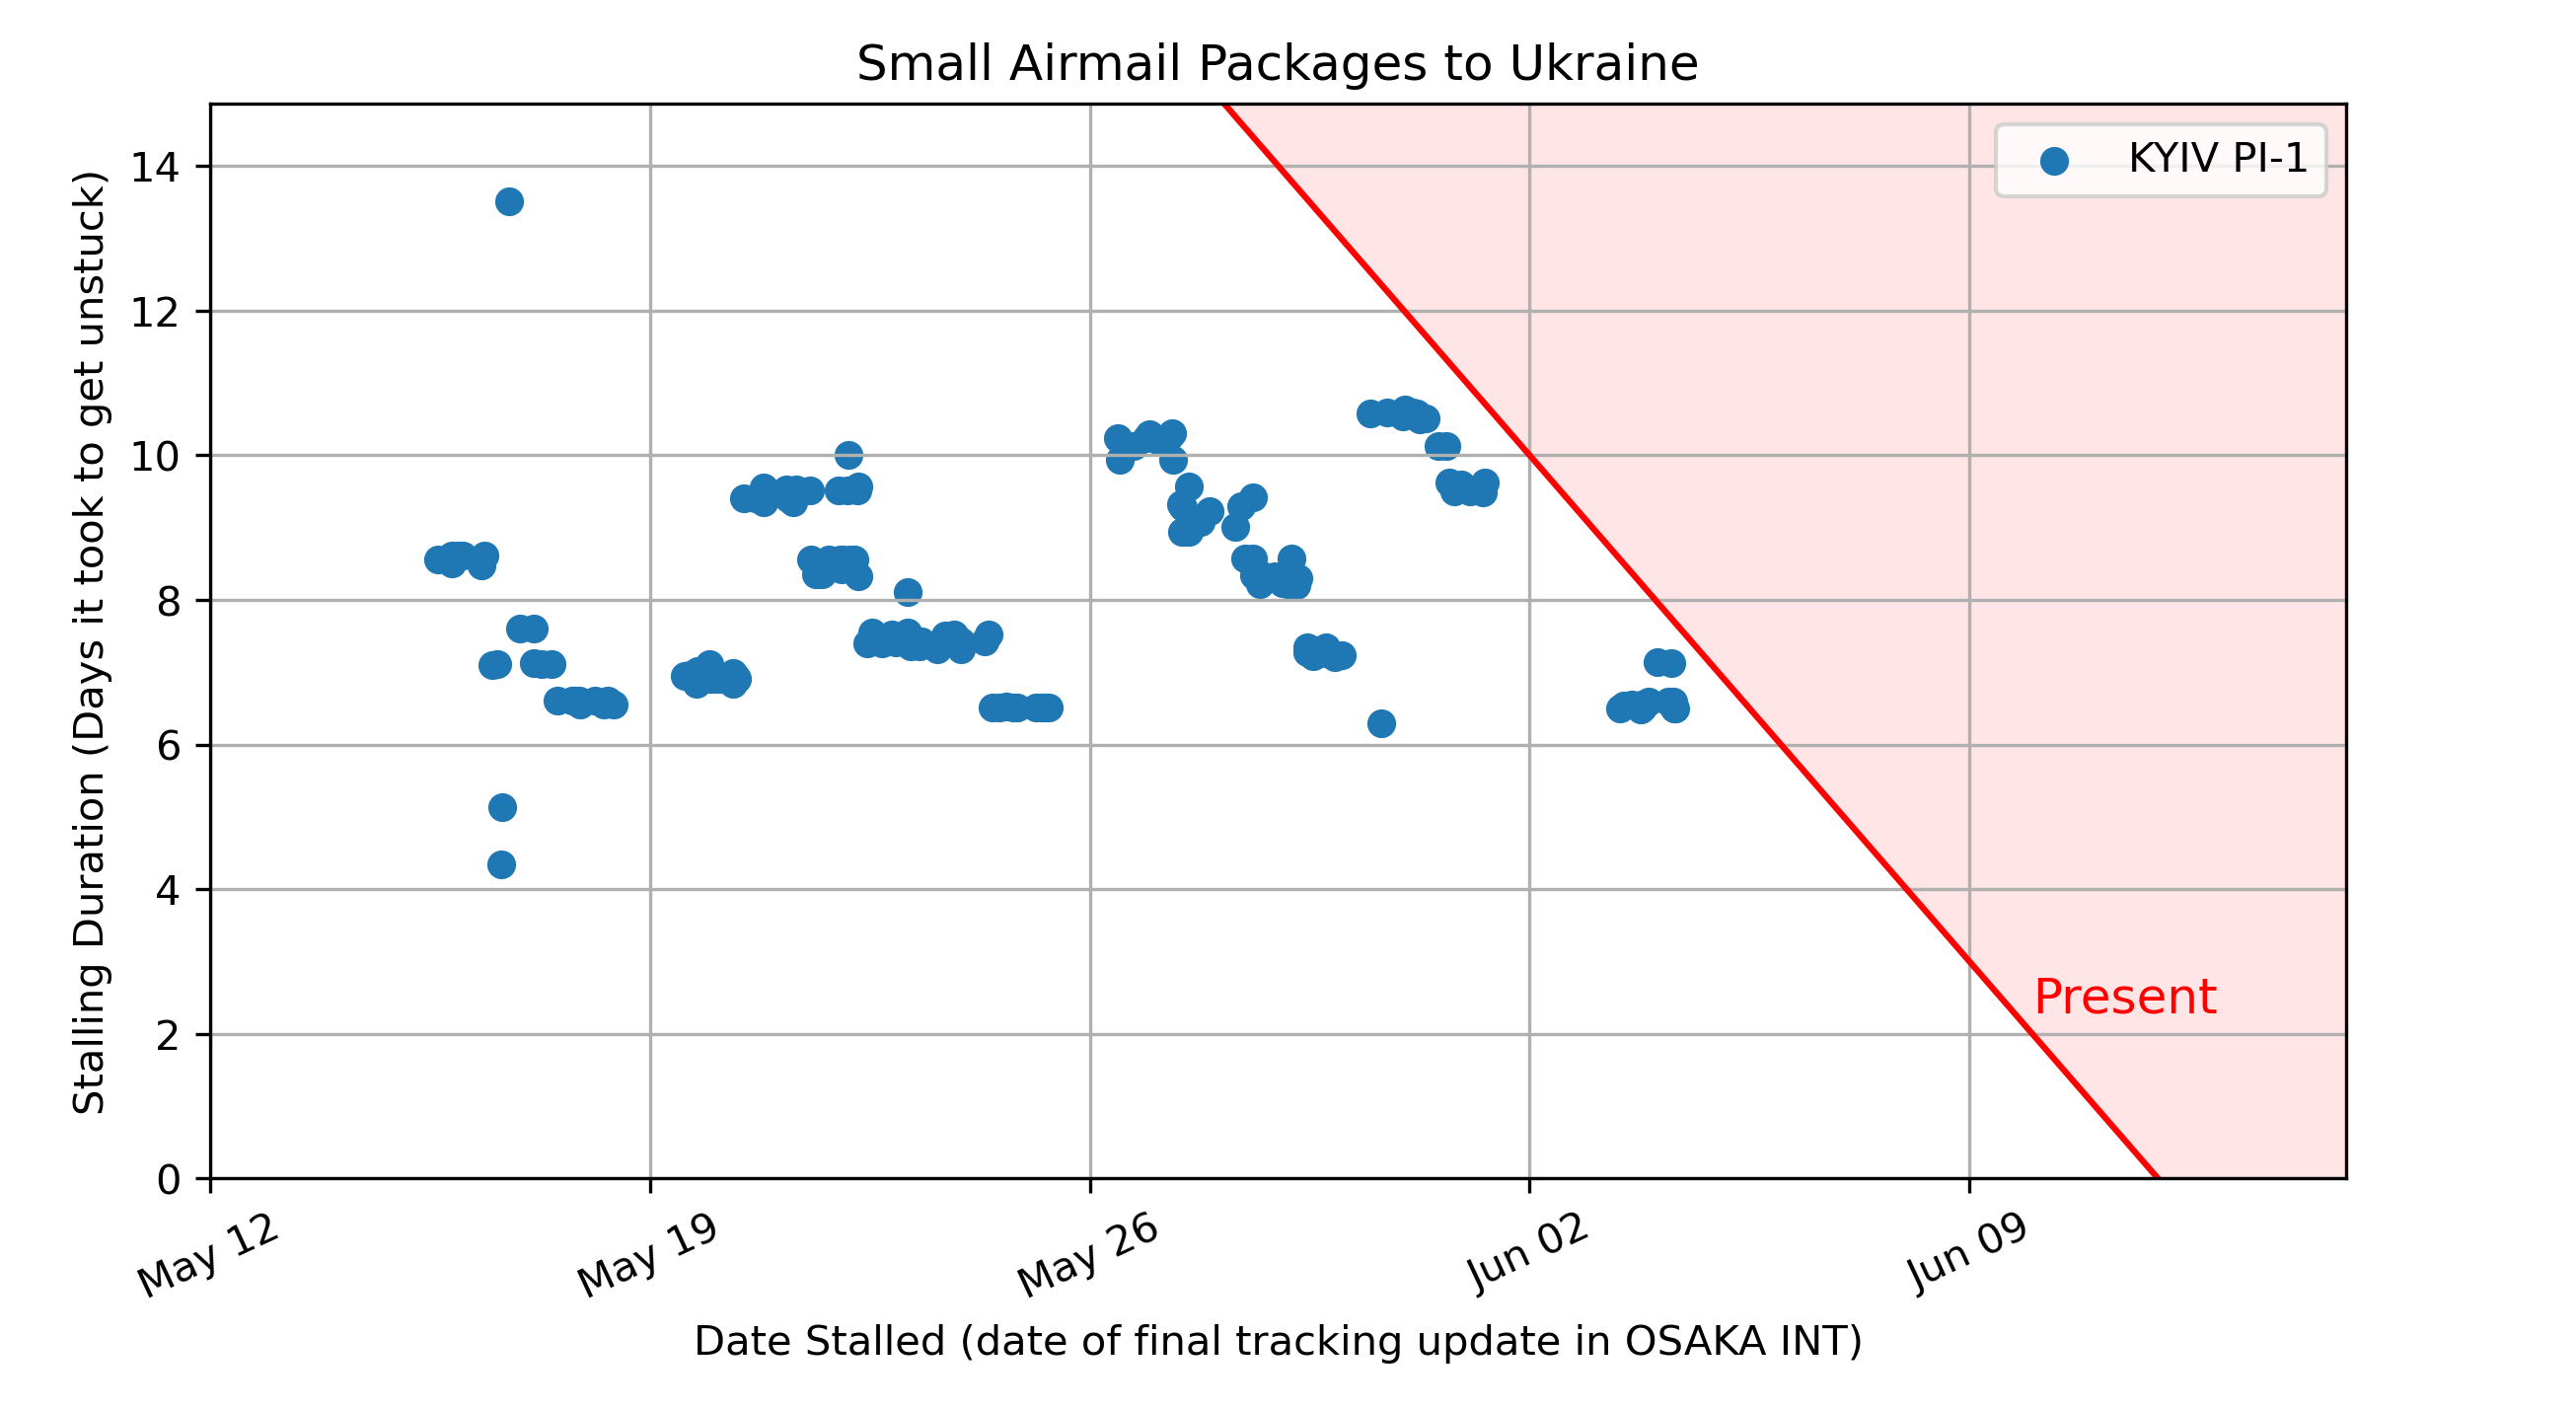 Small Airmail Packages to Ukraine
KYIV PI-1
Stalling Duration (Days it took to get unstuck)
14
12
10
8
6
4
2
0
Present
May 12
May 19
May 26
Jun 02
Jun 09
Date Stalled (date of final tracking update in OSAKA INT)